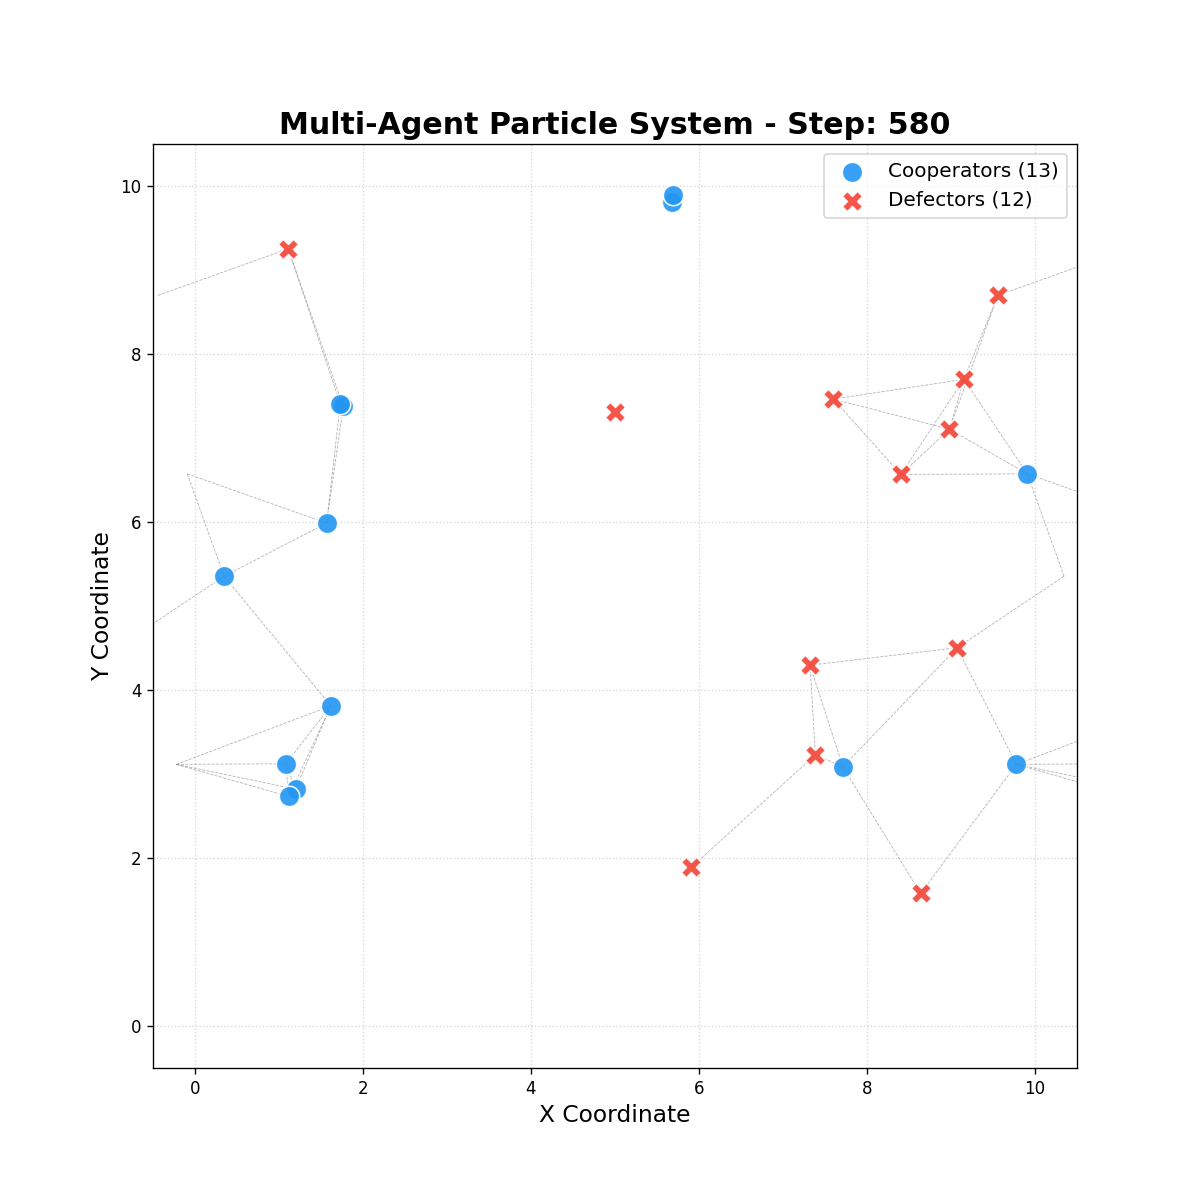 Multi-Agent Particle System - Step: 580
Cooperators (13)
Defectors (12)
10
8
6
4
2
0
Y Coordinate
0 2 4 6 8 10
X Coordinate